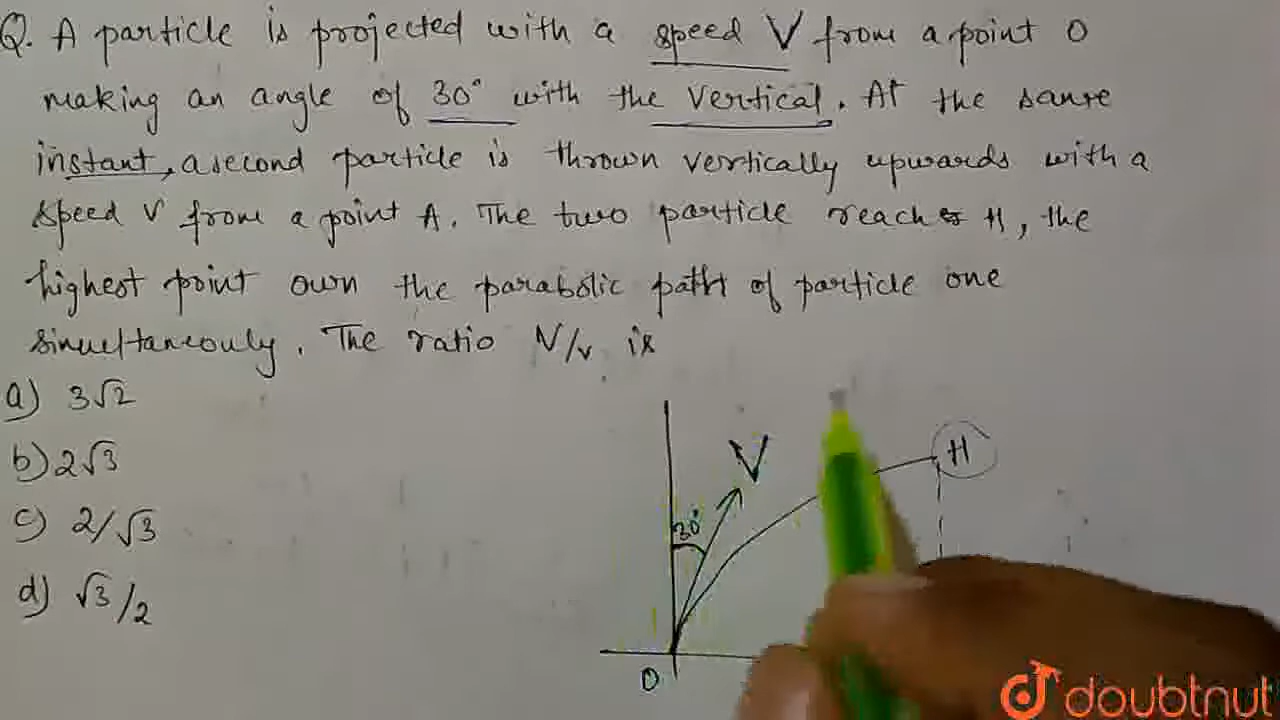 Q. A particle is projected with a speed V from a point O
making an angle of 30° with the vertical. At the same
instant, a second particle is thrown vertically upwards with a
speed v from a point A. The two particle reach H, the
highest point own the parabolic path of particle one
simultaneouly. The ratio V/v is
a) 3√2
b) 2√3
c) 2/√3
d) √3/2
V
H
30°
O
doubtnut